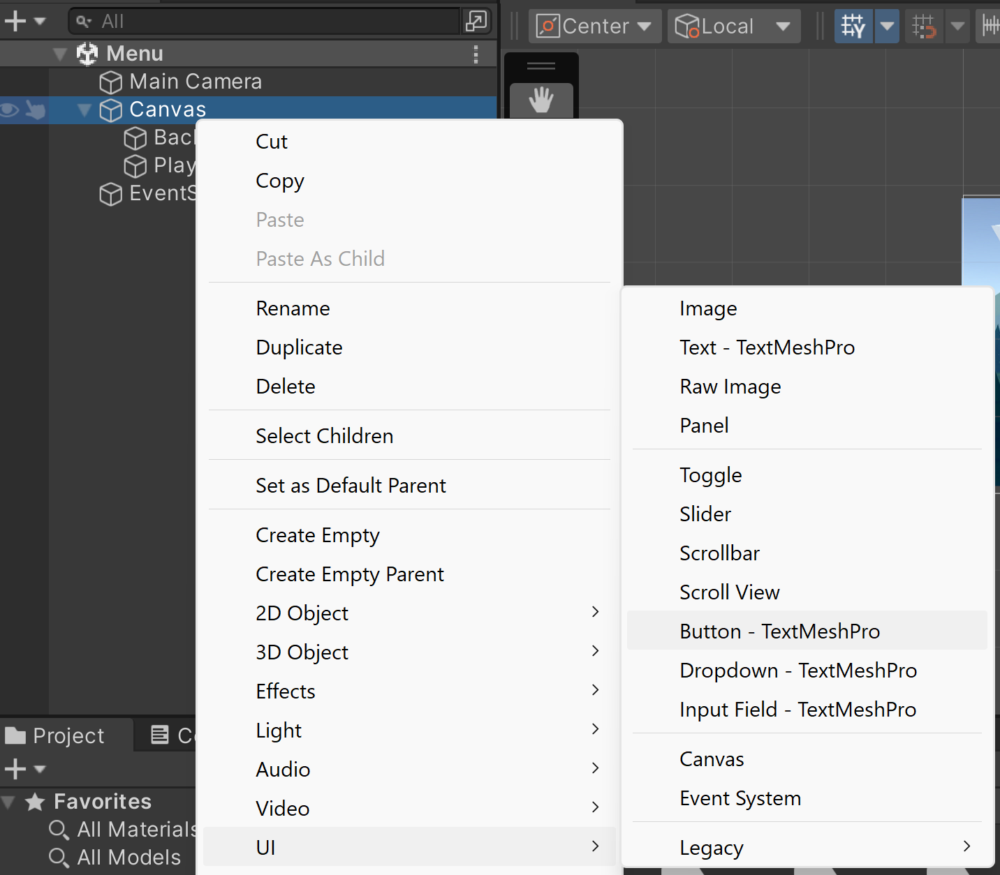 All
Center
Local
Menu
Main Camera
Canvas
Cut
Copy
Paste
Paste As Child
Rename
Duplicate
Delete
Select Children
Set as Default Parent
Create Empty
Create Empty Parent
2D Object
3D Object
Effects
Light
Audio
Video
UI
Image
Text - TextMeshPro
Raw Image
Panel
Toggle
Slider
Scrollbar
Scroll View
Button - TextMeshPro
Dropdown - TextMeshPro
Input Field - TextMeshPro
Canvas
Event System
Legacy
Play
Project
Favorites
All Materials
All Models